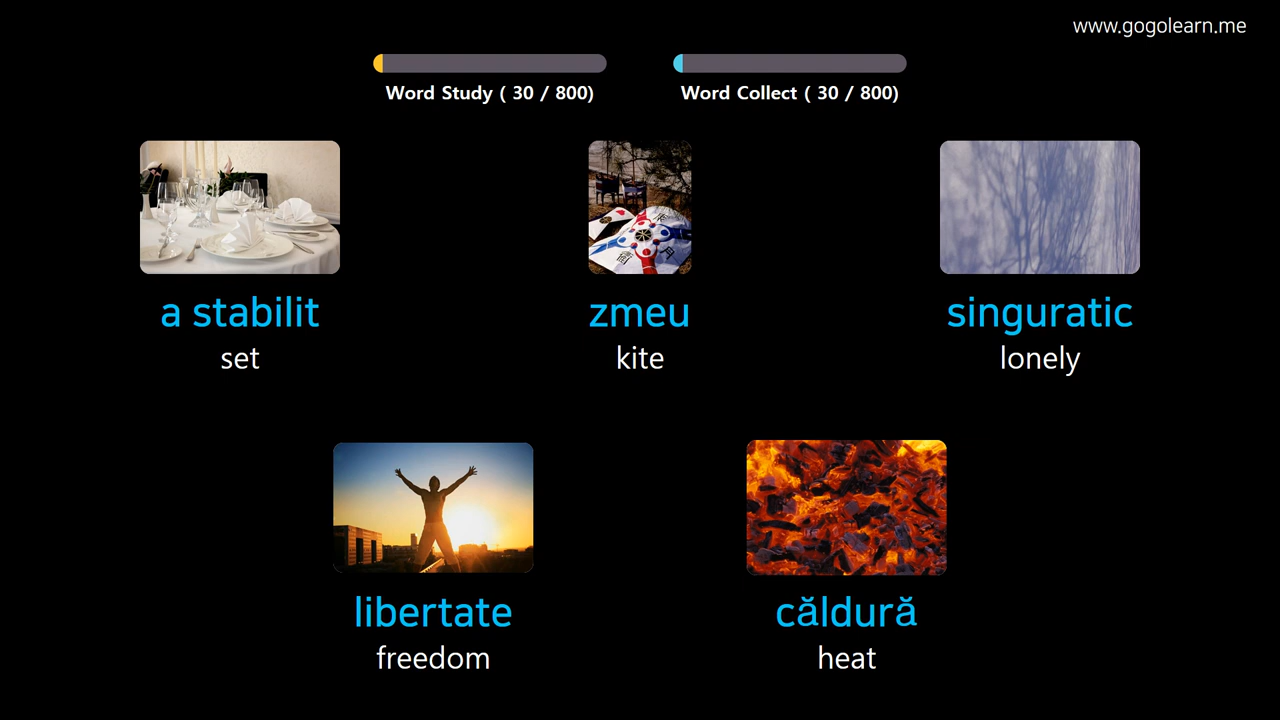 www.gogolearn.me
Word Study ( 30 / 800)
Word Collect ( 30 / 800)
a stabilit
set
zmeu
kite
singuratic
lonely
libertate
freedom
căldură
heat